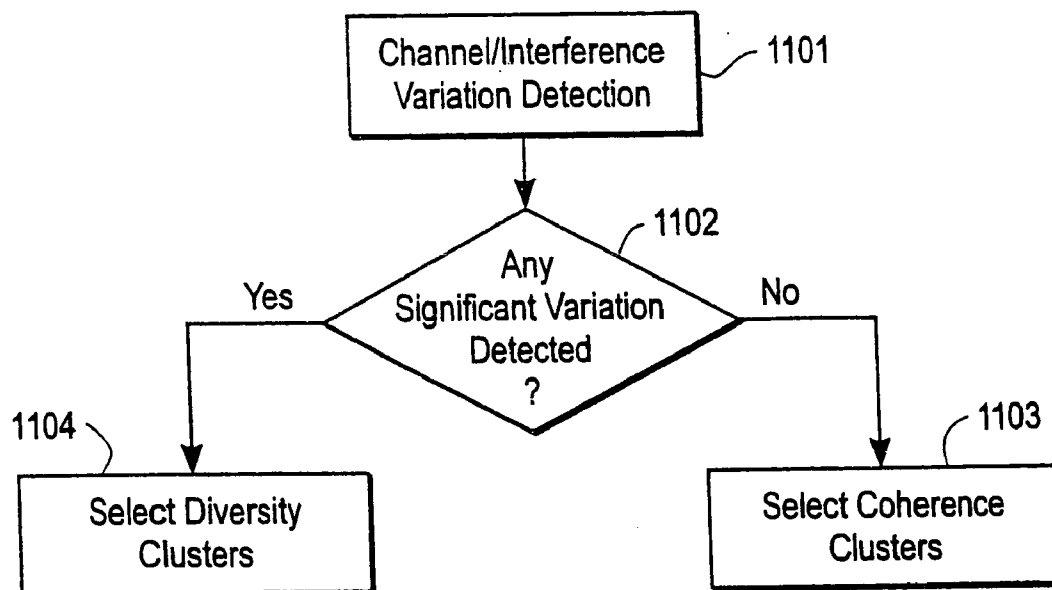 Channel/Interference
Variation Detection
1101
1102
Any
Significant Variation
Detected
?
Yes
No
1104
1103
Select Diversity
Clusters
Select Coherence
Clusters